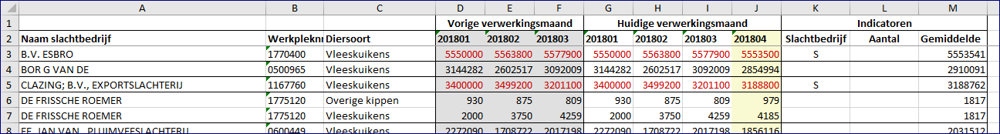 A B C D E F G H I J K L M
1 Vorige verwerkingsmaand Huidige verwerkingsmaand Indicatoren
2 Naam slachtbedrijf Werkpleknr Diersoort 201801 201802 201803 201801 201802 201803 201804 Slachtbedrijf Aantal Gemiddelde
3 B.V. ESBRO 1770400 Vleeskuikens 5550000 5563800 5577900 5550000 5563800 5577900 5553500 S 5553541
4 BOR G VAN DE 0500965 Vleeskuikens 3144282 2602517 3092009 3144282 2602517 3092009 2854994 2910091
5 CLAZING; B.V., EXPORTSLACHTERIJ 1167760 Vleeskuikens 3400000 3499200 3201100 3400000 3499200 3201100 3188800 S 3188762
6 DE FRISSCHE ROEMER 1775120 Overige kippen 930 875 809 930 875 809 979 1817
7 DE FRISSCHE ROEMER 1775120 Vleeskuikens 2000 3750 4259 2000 3750 4259 4185 1817
8 VAN, PLUIMVEESLACHTERIJ 0600449 Vleeskuikens 2272090 1708722 2017198 2272090 1708722 2017198 1856116 2031512